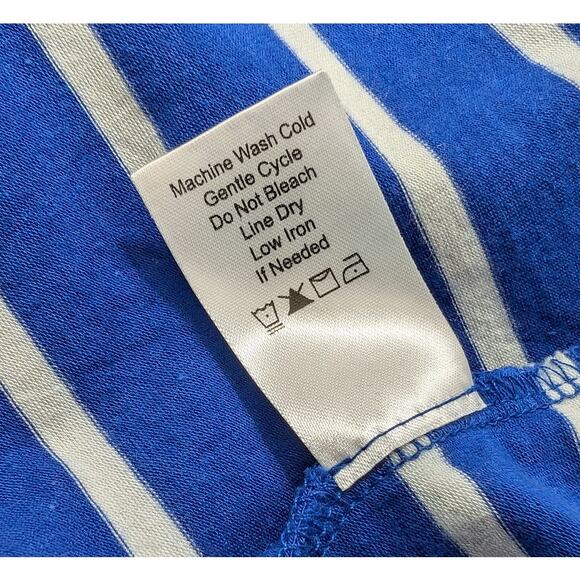 Machine Wash Cold
Gentle Cycle
Do Not Bleach
Line Dry
Low Iron
If Needed